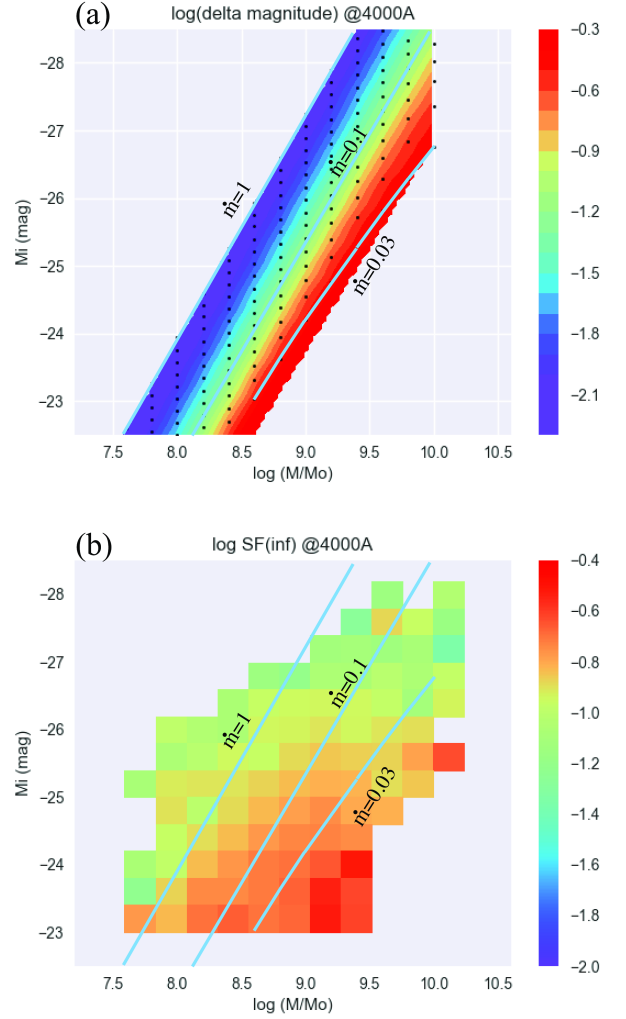 (a)
log(delta magnitude) @4000A
Mi (mag)
−28
−27
−26
−25
−24
−23
ṁ=1
ṁ=0.1
ṁ=0.03
7.5 8.0 8.5 9.0 9.5 10.0 10.5
log (M/Mo)
−0.3
−0.6
−0.9
−1.2
−1.5
−1.8
−2.1
(b)
log SF(inf) @4000A
Mi (mag)
−28
−27
−26
−25
−24
−23
ṁ=1
ṁ=0.1
ṁ=0.03
7.5 8.0 8.5 9.0 9.5 10.0 10.5
log (M/Mo)
−0.4
−0.6
−0.8
−1.0
−1.2
−1.4
−1.6
−1.8
−2.0